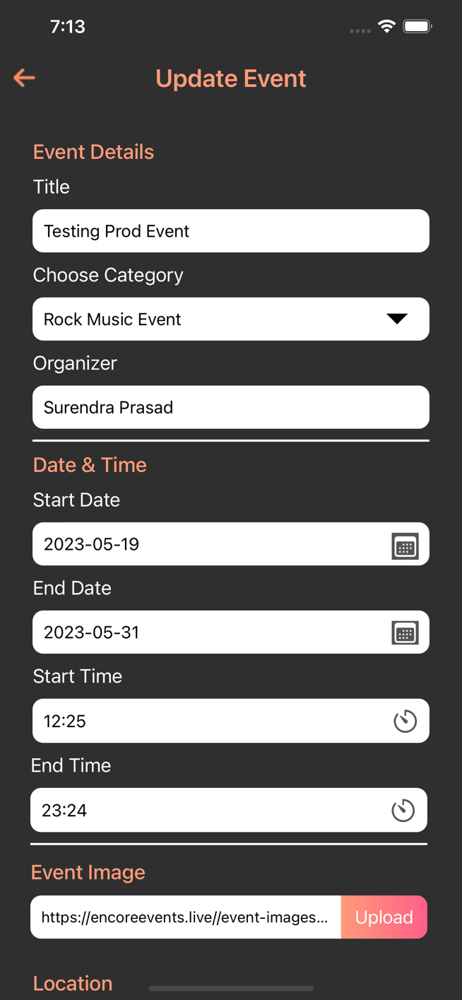 7:13
Update Event
Event Details
Title
Testing Prod Event
Choose Category
Rock Music Event
Organizer
Surendra Prasad
Date & Time
Start Date
2023-05-19
End Date
2023-05-31
Start Time
12:25
End Time
23:24
Event Image
https://encoreevents.live//event-images... Upload
Location